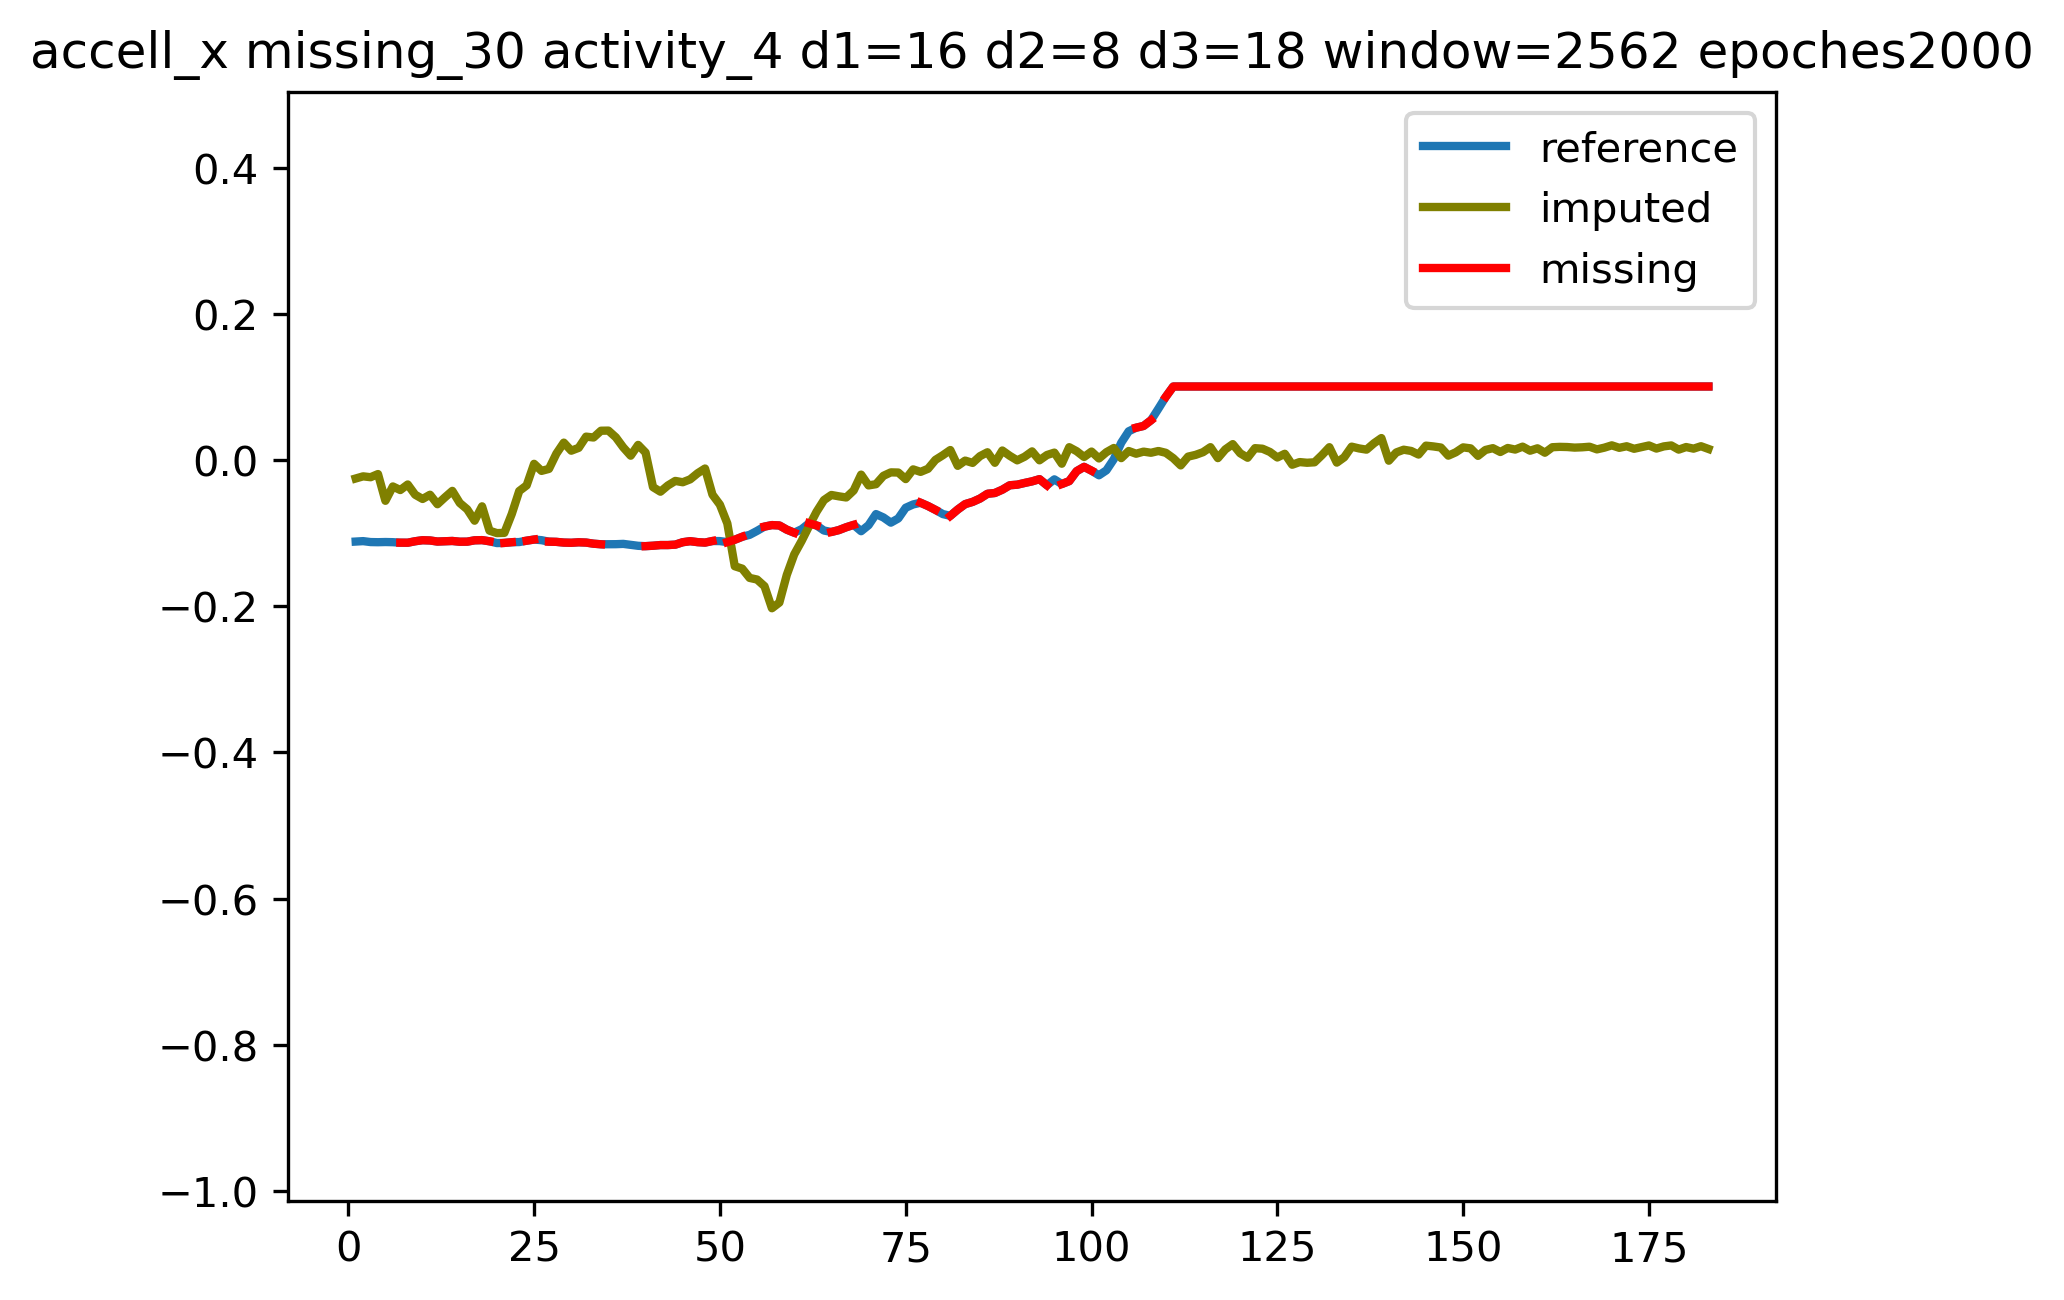 accell_x missing_30 activity_4 d1=16 d2=8 d3=18 window=2562 epoches2000
reference
imputed
missing
0.4
0.2
0.0
−0.2
−0.4
−0.6
−0.8
−1.0
0 25 50 75 100 125 150 175